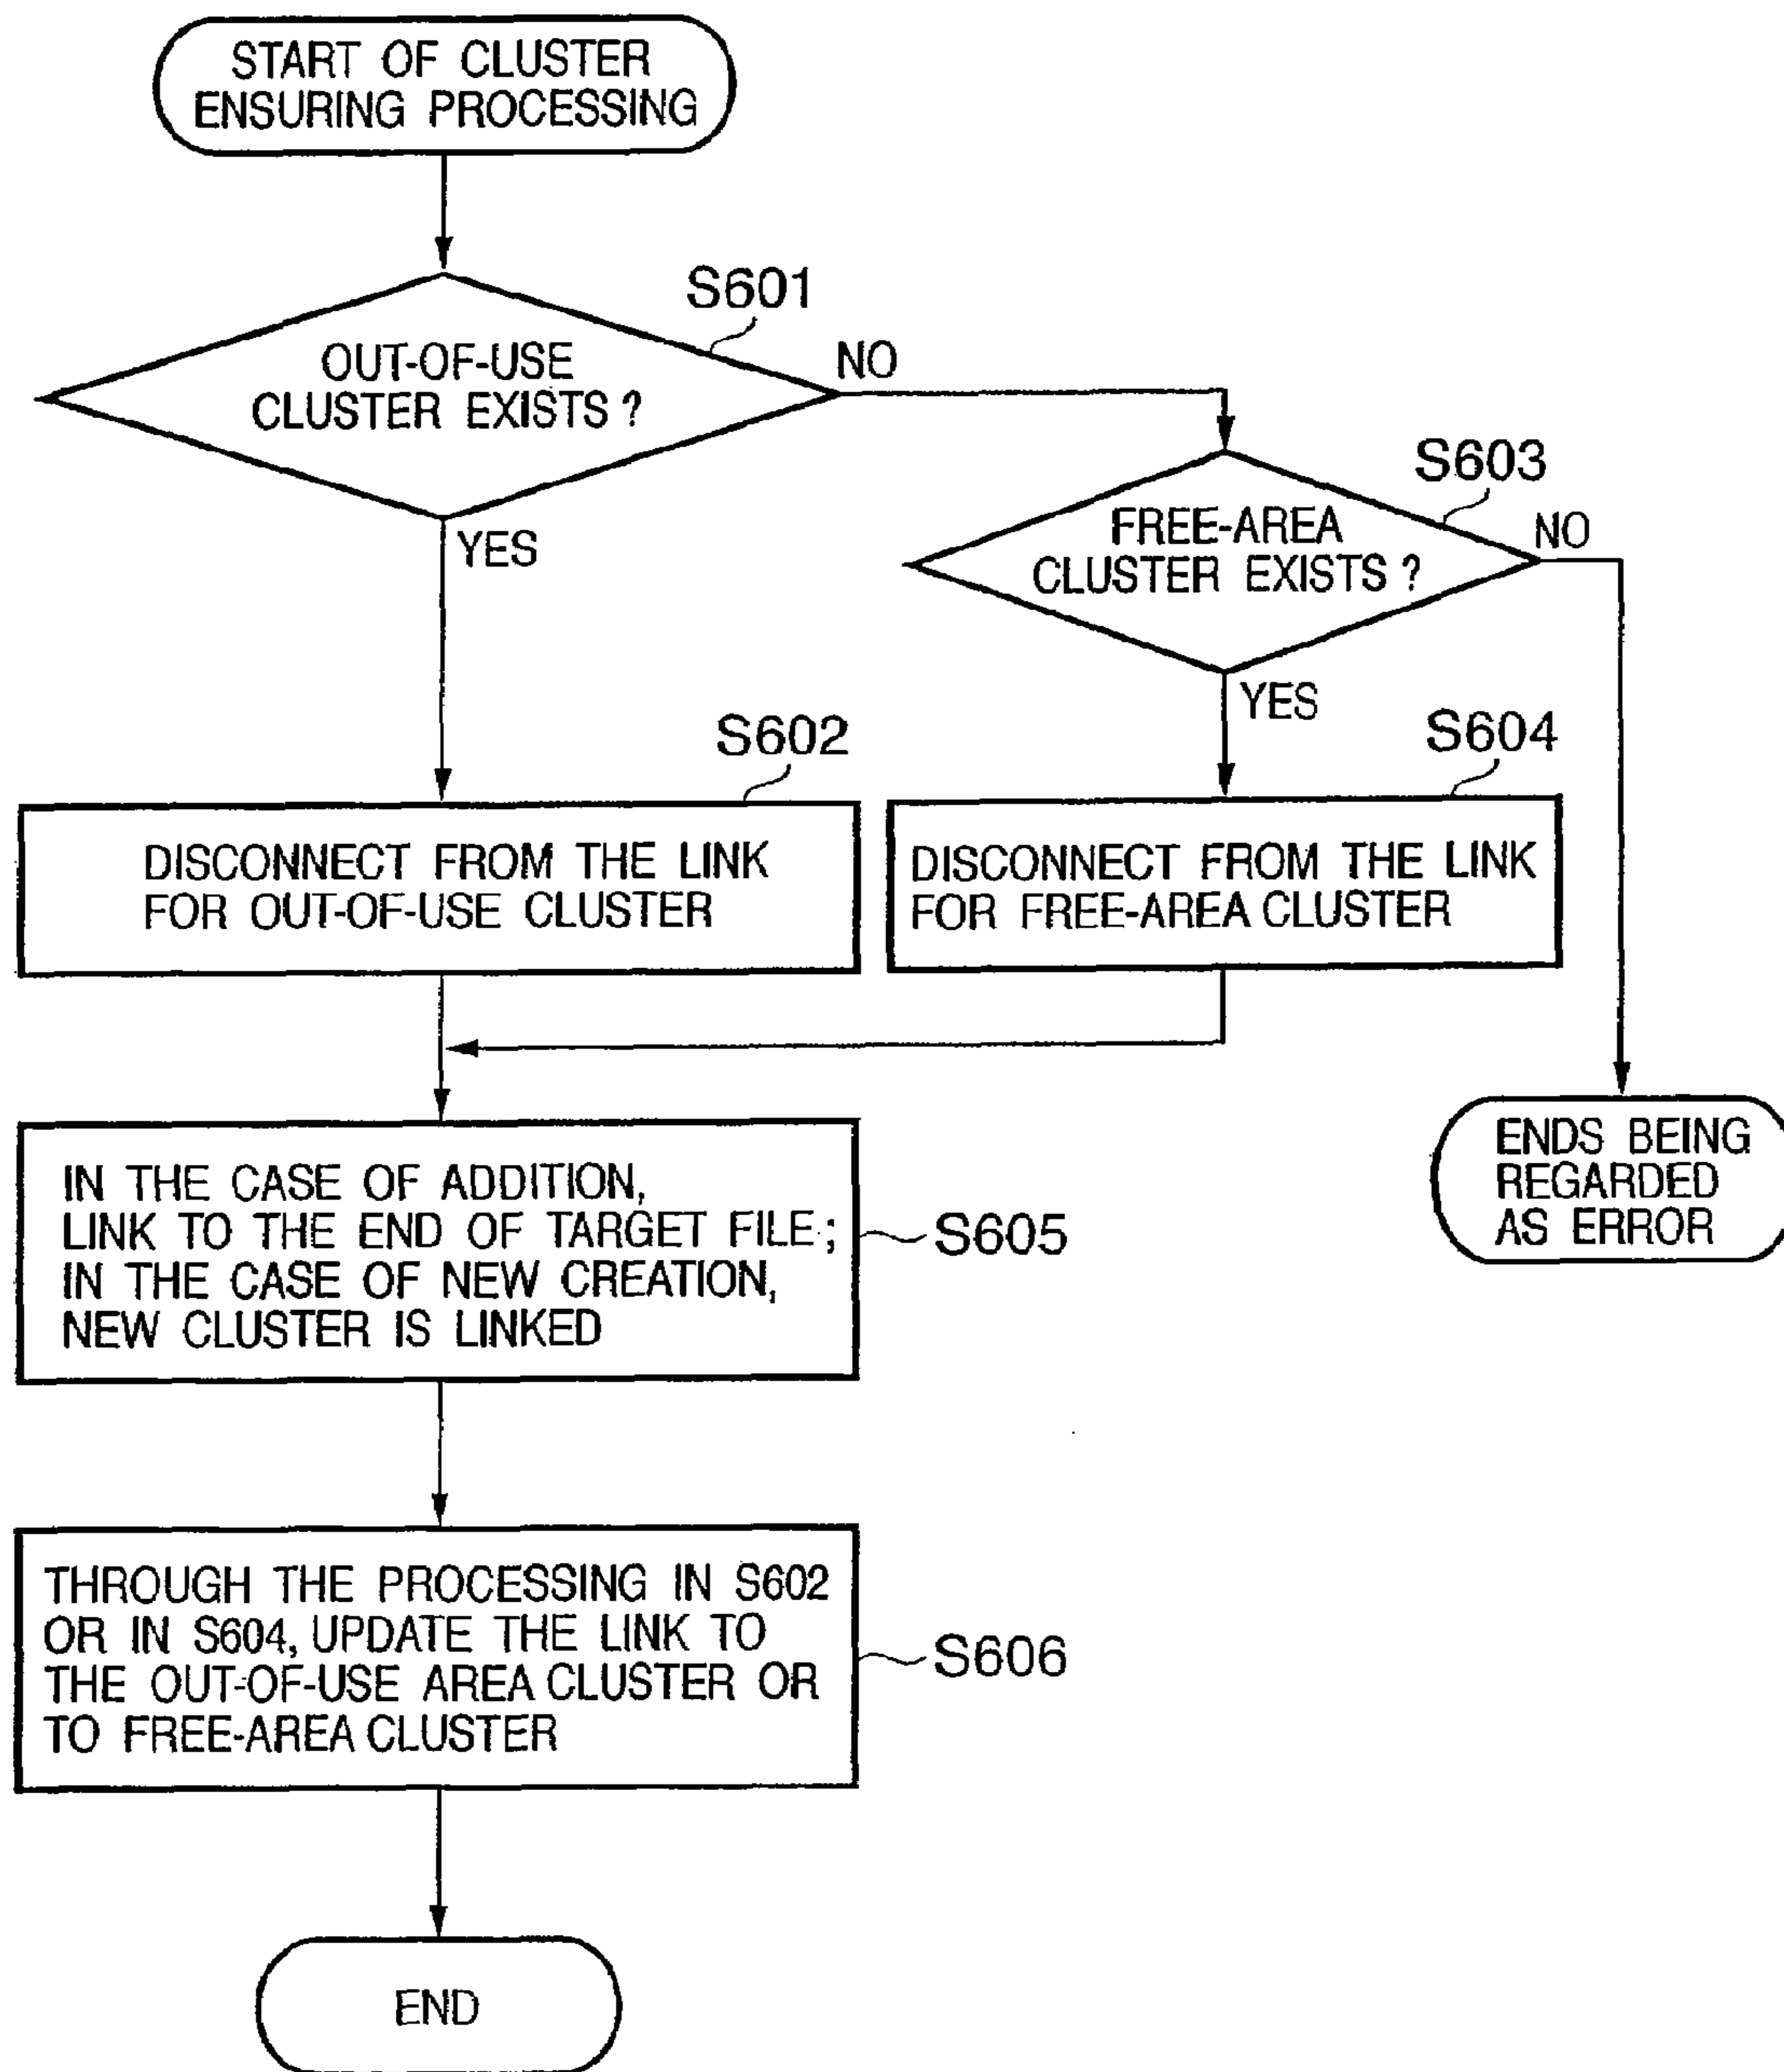 START OF CLUSTER
ENSURING PROCESSING
S601
OUT-OF-USE
CLUSTER EXISTS ?
NO
YES
S603
FREE-AREA
CLUSTER EXISTS ?
NO
YES
S602
DISCONNECT FROM THE LINK
FOR OUT-OF-USE CLUSTER
S604
DISCONNECT FROM THE LINK
FOR FREE-AREA CLUSTER
ENDS BEING
REGARDED
AS ERROR
IN THE CASE OF ADDITION,
LINK TO THE END OF TARGET FILE ;
IN THE CASE OF NEW CREATION,
NEW CLUSTER IS LINKED
S605
THROUGH THE PROCESSING IN S602
OR IN S604, UPDATE THE LINK TO
THE OUT-OF-USE AREA CLUSTER OR
TO FREE-AREA CLUSTER
S606
END